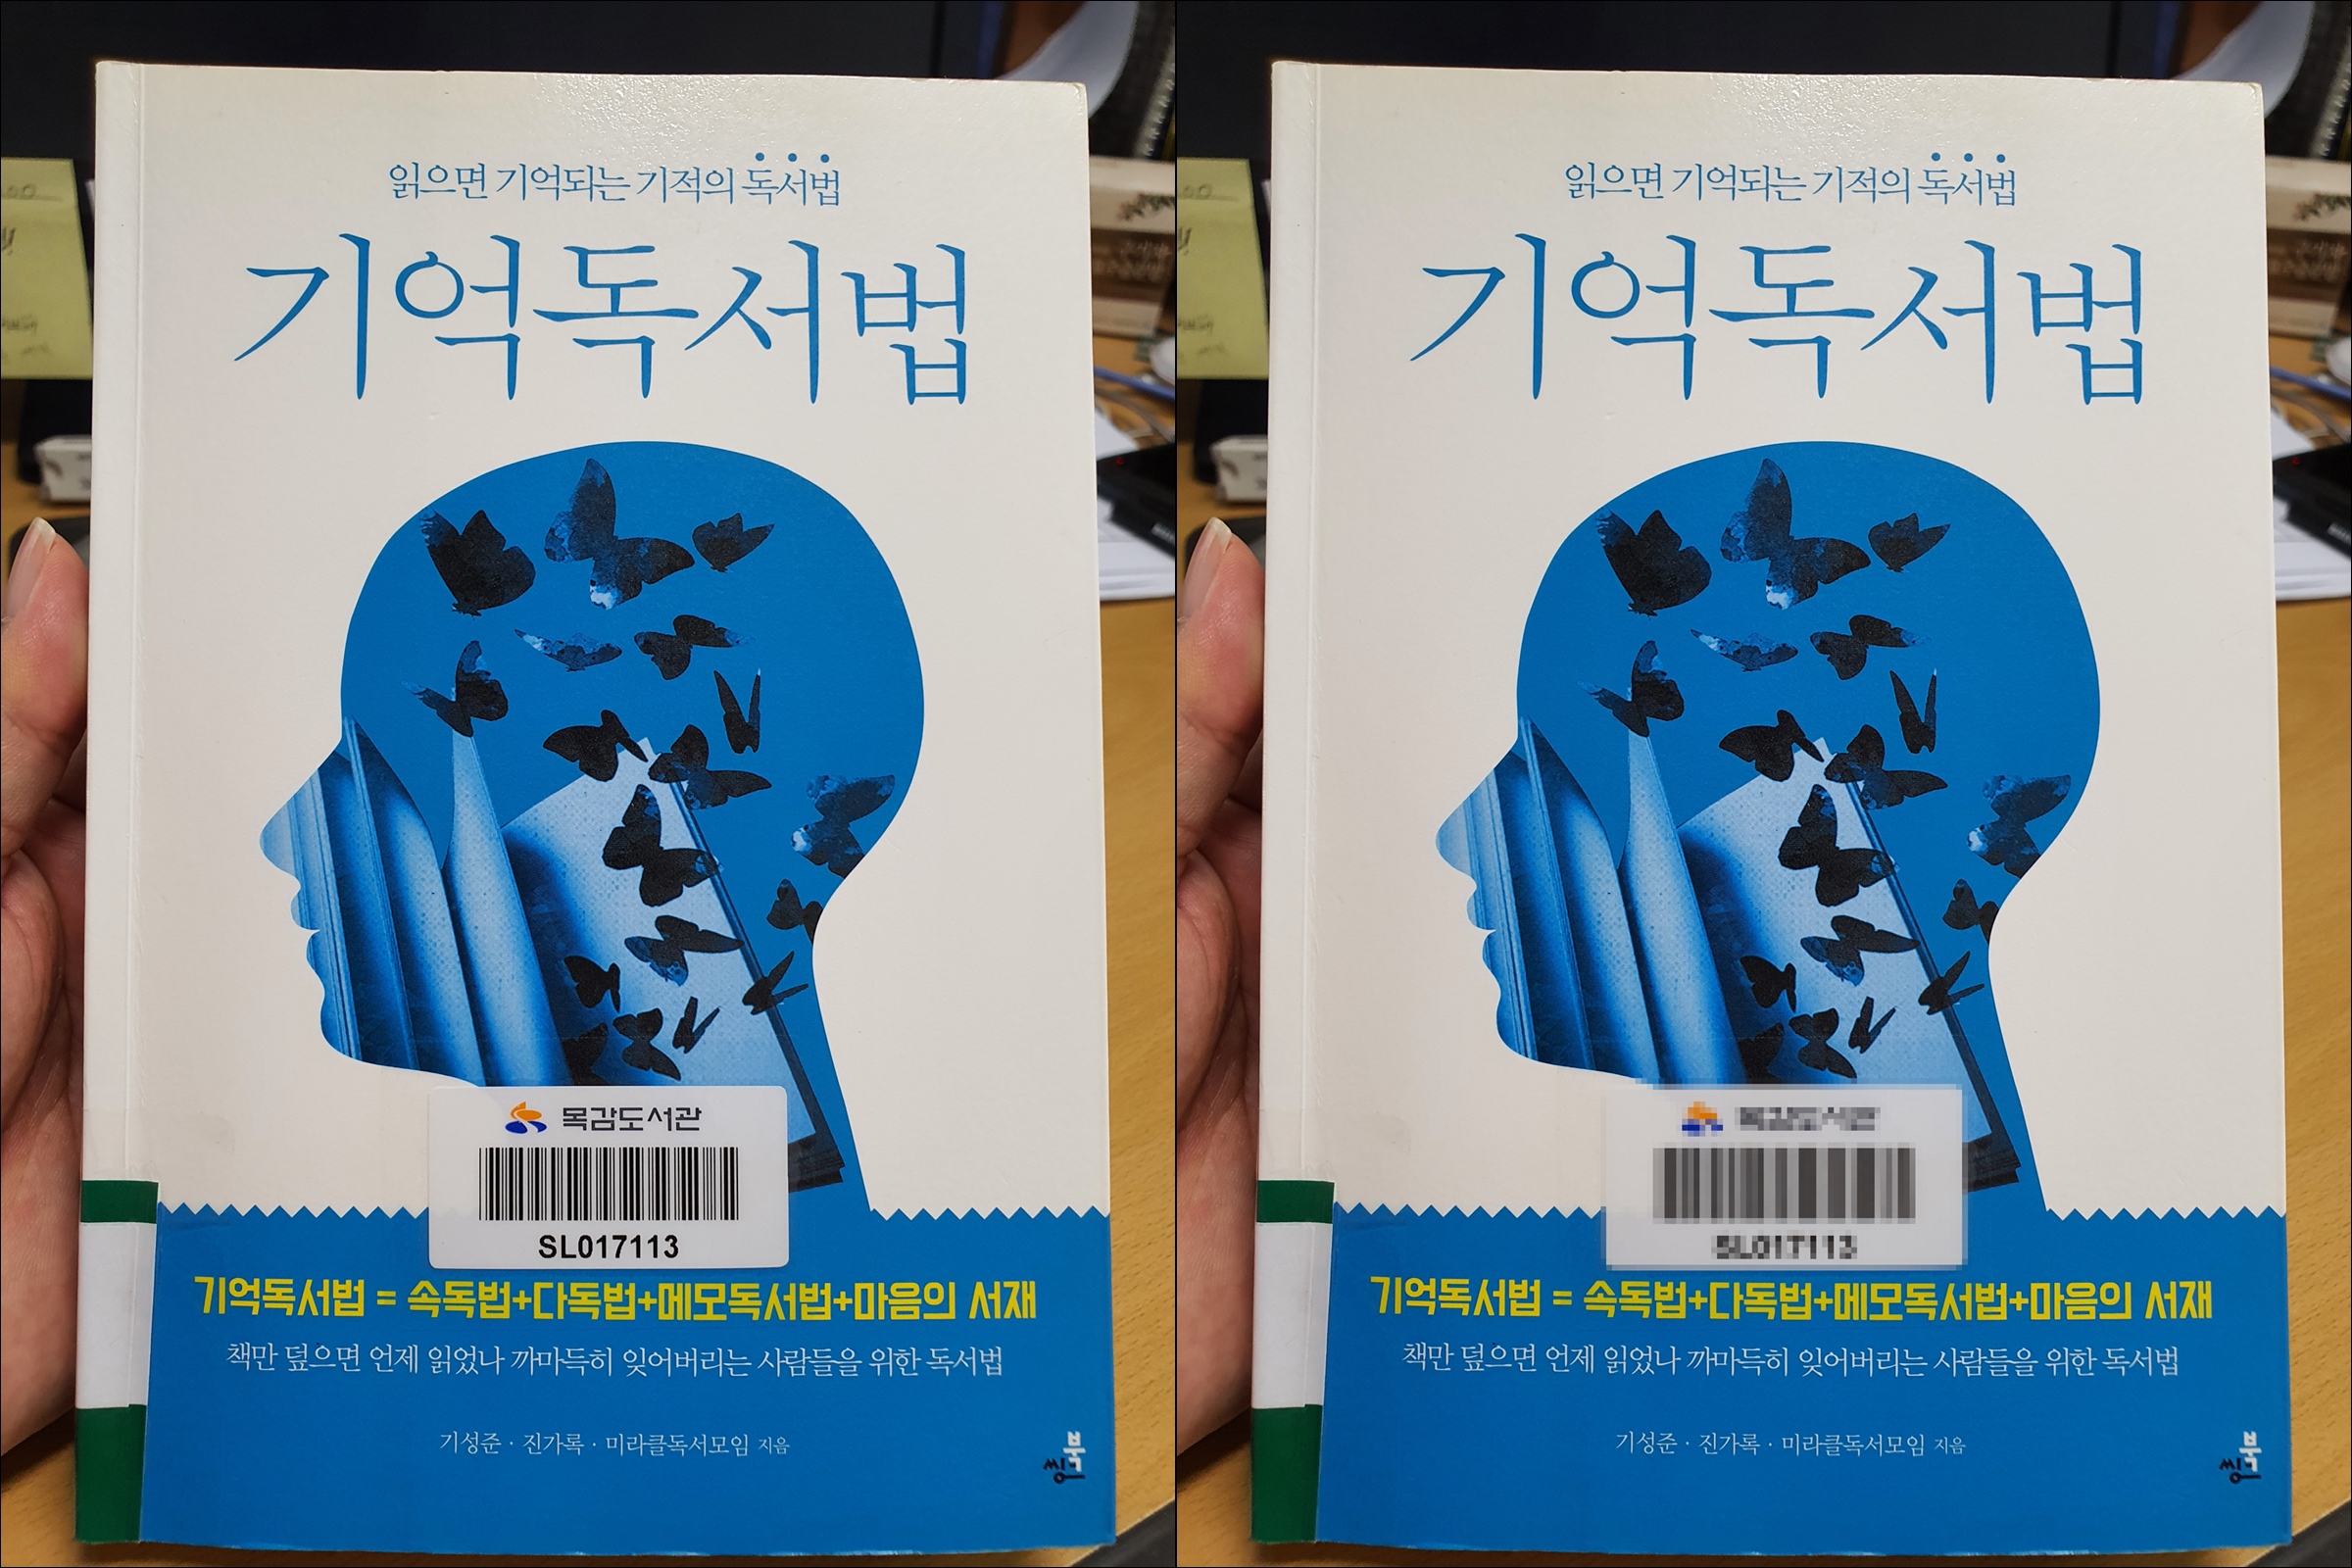 읽으면 기억되는 기적의 독서법
기억독서법
목감도서관
SL017113
기억독서법 = 속독법+다독법+메모독서법+마음의 서재
책만 덮으면 언제 읽었나 까마득히 잊어버리는 사람들을 위한 독서법
기성준 · 진가록 · 미라클독서모임 지음
북씽크
읽으면 기억되는 기적의 독서법
기억독서법
목감도서관
SL017113
기억독서법 = 속독법+다독법+메모독서법+마음의 서재
책만 덮으면 언제 읽었나 까마득히 잊어버리는 사람들을 위한 독서법
기성준 · 진가록 · 미라클독서모임 지음
북씽크